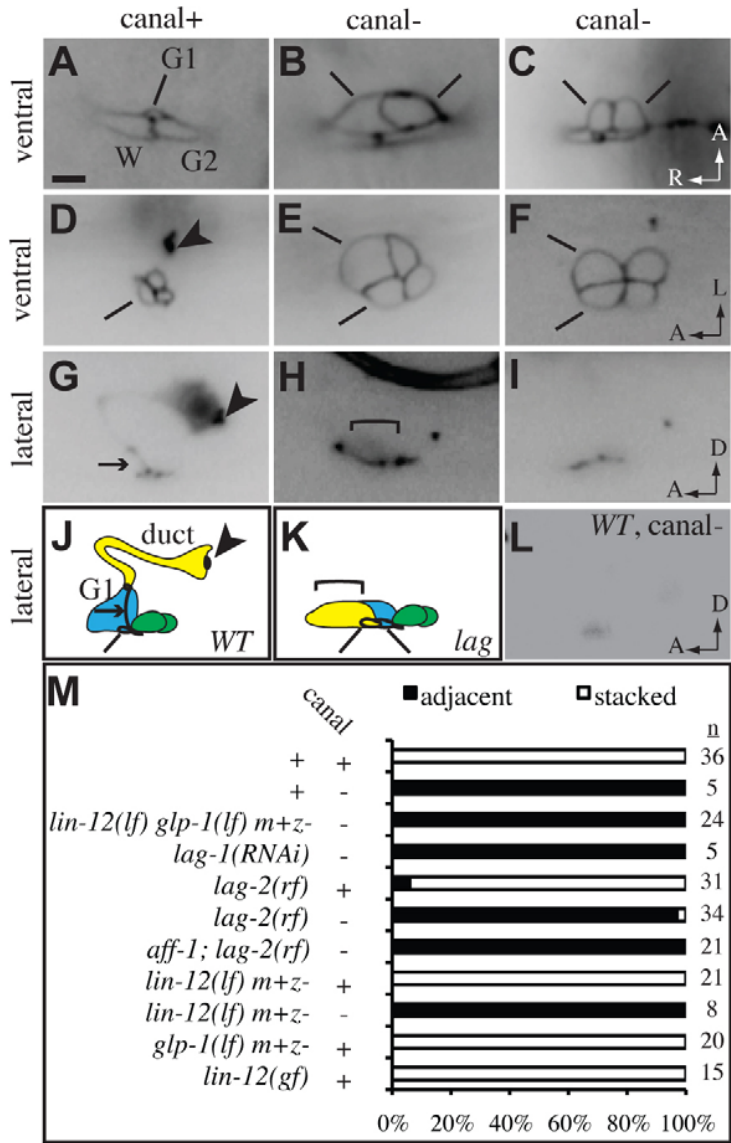 canal+ canal- canal-
ventral
A G1 W G2
B
C A R
ventral
D
E
F L A
lateral
G
H
I D A
lateral
J duct G1 WT
K lag
L WT, canal- D A
M canal adjacent stacked n
+ + 36
+ - 5
lin-12(lf) glp-1(lf) m+z- - 24
lag-1(RNAi) - 5
lag-2(rf) + 31
lag-2(rf) - 34
aff-1; lag-2(rf) - 21
lin-12(lf) m+z- + 21
lin-12(lf) m+z- - 8
glp-1(lf) m+z- + 20
lin-12(gf) + 15
0% 20% 40% 60% 80% 100%